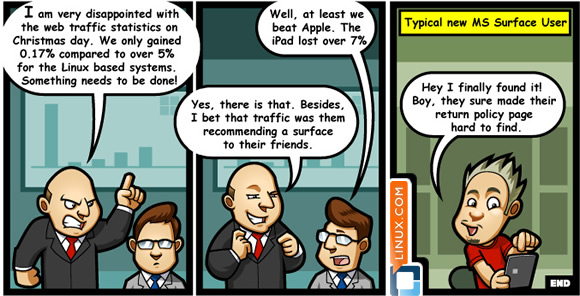 I am very disappointed with
the web traffic statistics on
Christmas day. We only gained
0.17% compared to over 5%
for the Linux based systems.
Something needs to be done!
Well, at least we
beat Apple. The
iPad lost over 7%
Yes, there is that. Besides,
I bet that traffic was them
recommending a surface
to their friends.
Typical new MS Surface User
Hey I finally found it!
Boy, they sure made their
return policy page
hard to find.
LINUX.COM
END